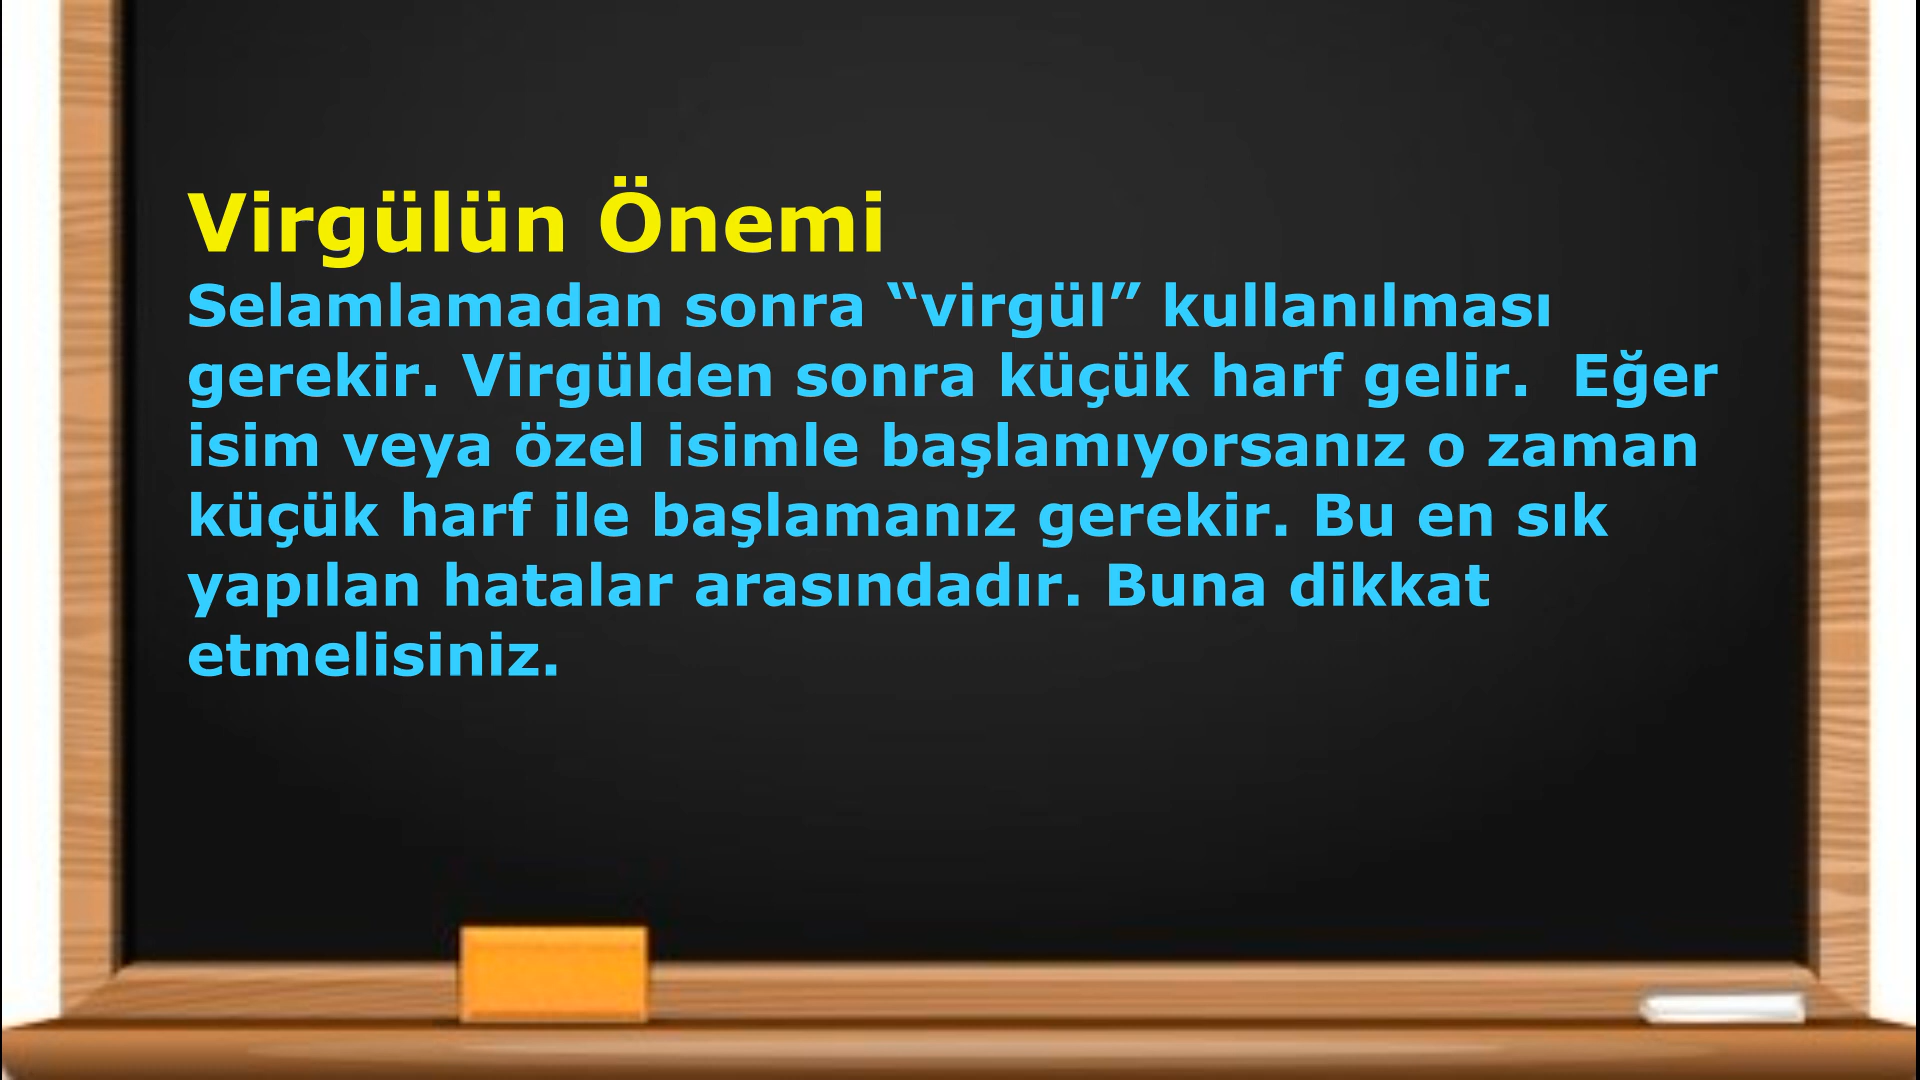 Virgülün Önemi
Selamlamadan sonra “virgül” kullanılması
gerekir. Virgülden sonra küçük harf gelir.  Eğer
isim veya özel isimle başlamıyorsanız o zaman
küçük harf ile başlamanız gerekir. Bu en sık
yapılan hatalar arasındadır. Buna dikkat
etmelisiniz.